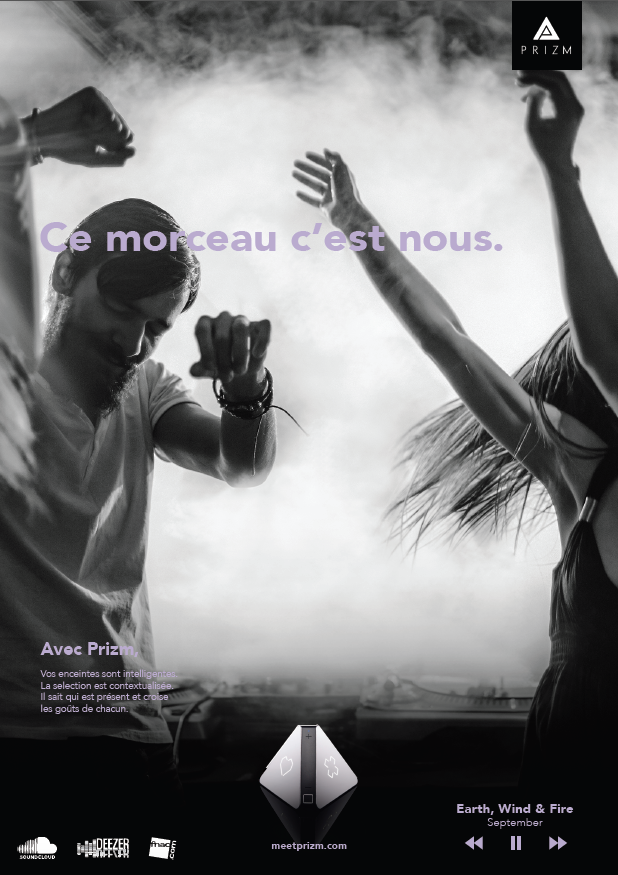 PRIZM
Ce morceau c'est nous.
Avec Prizm,
Vos enceintes sont intelligentes.
La selection est contextualisée.
Il sait qui est présent et croise
les goûts de chacun.
Earth, Wind & Fire
September
meetprizm.com
SOUNDCLOUD
DEEZER
fnac.com